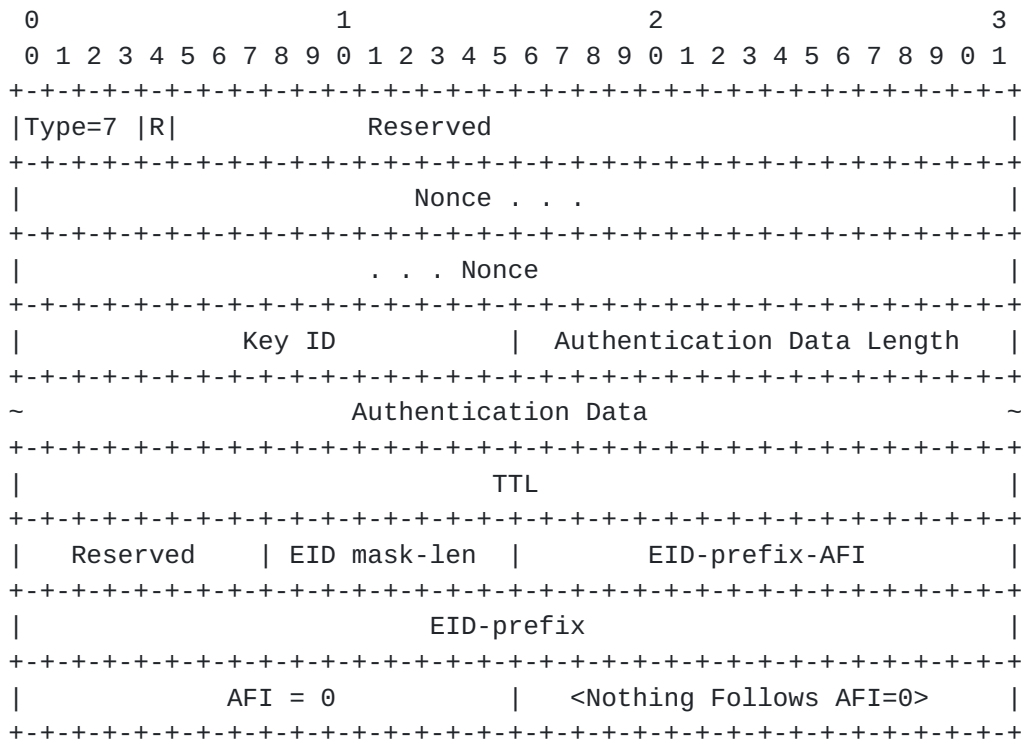 0                   1                   2                   3
 0 1 2 3 4 5 6 7 8 9 0 1 2 3 4 5 6 7 8 9 0 1 2 3 4 5 6 7 8 9 0 1
+-+-+-+-+-+-+-+-+-+-+-+-+-+-+-+-+-+-+-+-+-+-+-+-+-+-+-+-+-+-+-+-+
|Type=7 |R|            Reserved                                 |
+-+-+-+-+-+-+-+-+-+-+-+-+-+-+-+-+-+-+-+-+-+-+-+-+-+-+-+-+-+-+-+-+
|                         Nonce . . .                           |
+-+-+-+-+-+-+-+-+-+-+-+-+-+-+-+-+-+-+-+-+-+-+-+-+-+-+-+-+-+-+-+-+
|                      . . . Nonce                              |
+-+-+-+-+-+-+-+-+-+-+-+-+-+-+-+-+-+-+-+-+-+-+-+-+-+-+-+-+-+-+-+-+
|              Key ID           |  Authentication Data Length   |
+-+-+-+-+-+-+-+-+-+-+-+-+-+-+-+-+-+-+-+-+-+-+-+-+-+-+-+-+-+-+-+-+
~                     Authentication Data                       ~
+-+-+-+-+-+-+-+-+-+-+-+-+-+-+-+-+-+-+-+-+-+-+-+-+-+-+-+-+-+-+-+-+
|                              TTL                              |
+-+-+-+-+-+-+-+-+-+-+-+-+-+-+-+-+-+-+-+-+-+-+-+-+-+-+-+-+-+-+-+-+
|   Reserved    | EID mask-len  |        EID-prefix-AFI         |
+-+-+-+-+-+-+-+-+-+-+-+-+-+-+-+-+-+-+-+-+-+-+-+-+-+-+-+-+-+-+-+-+
|                          EID-prefix                           |
+-+-+-+-+-+-+-+-+-+-+-+-+-+-+-+-+-+-+-+-+-+-+-+-+-+-+-+-+-+-+-+-+
|             AFI = 0           |   <Nothing Follows AFI=0>     |
+-+-+-+-+-+-+-+-+-+-+-+-+-+-+-+-+-+-+-+-+-+-+-+-+-+-+-+-+-+-+-+-+